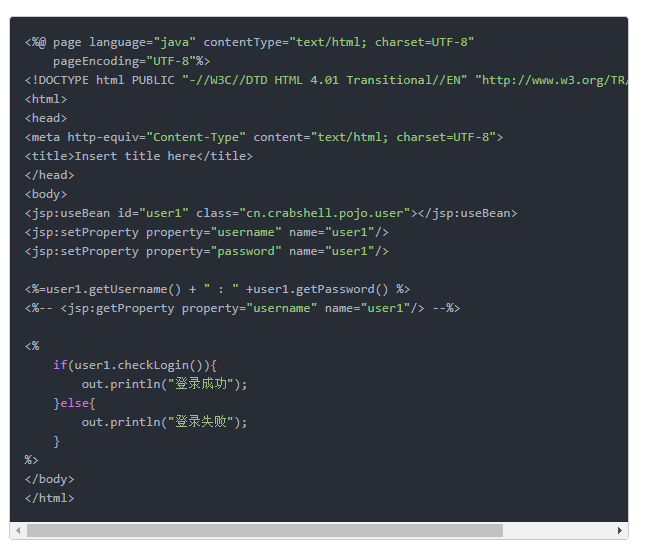 <%@ page language="java" contentType="text/html; charset=UTF-8"
    pageEncoding="UTF-8"%>
<!DOCTYPE html PUBLIC "-//W3C//DTD HTML 4.01 Transitional//EN" "http://www.w3.org/TR/
<html>
<head>
<meta http-equiv="Content-Type" content="text/html; charset=UTF-8">
<title>Insert title here</title>
</head>
<body>
<jsp:useBean id="user1" class="cn.crabshell.pojo.user"></jsp:useBean>
<jsp:setProperty property="username" name="user1"/>
<jsp:setProperty property="password" name="user1"/>

<%=user1.getUsername() + " : " +user1.getPassword() %>
<%-- <jsp:getProperty property="username" name="user1"/> --%>

<%
    if(user1.checkLogin()){
        out.println("登录成功");
    }else{
        out.println("登录失败");
    }
%>
</body>
</html>